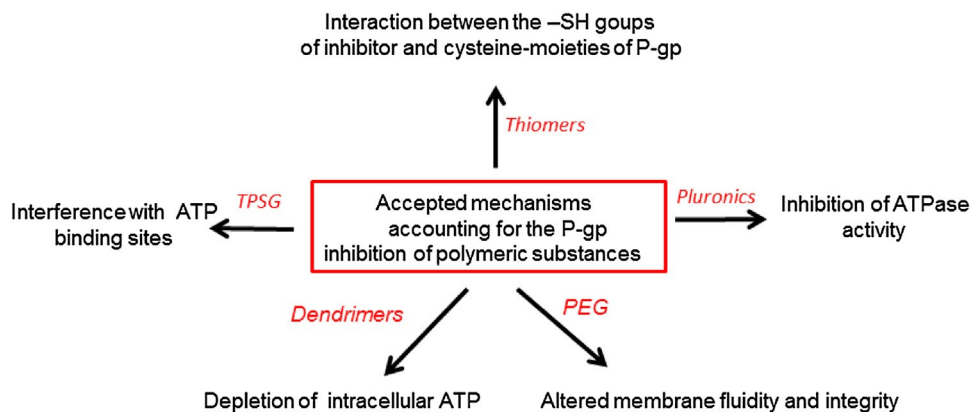 Interaction between the –SH goups
of inhibitor and cysteine-moieties of P-gp
Thiomers
TPSG
Interference with ATP
binding sites
Accepted mechanisms
accounting for the P-gp
inhibition of polymeric substances
Pluronics
Inhibition of ATPase
activity
Dendrimers
PEG
Depletion of intracellular ATP
Altered membrane fluidity and integrity